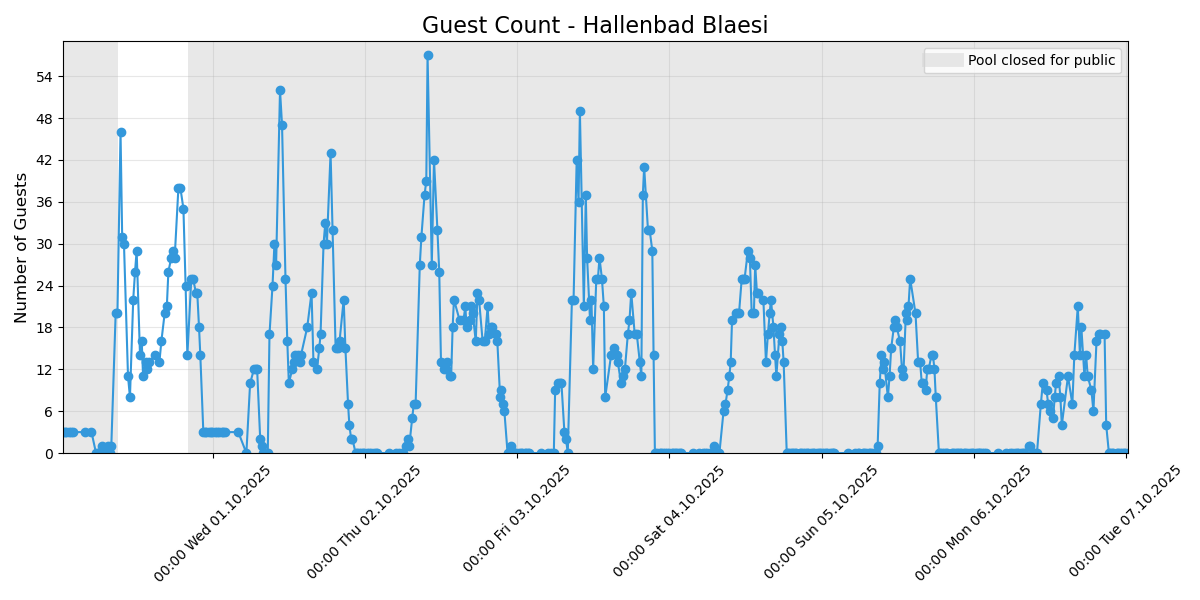 Guest Count - Hallenbad Blaesi
Pool closed for public
Number of Guests
54
48
42
36
30
24
18
12
6
0
00:00 Wed 01.10.2025
00:00 Thu 02.10.2025
00:00 Fri 03.10.2025
00:00 Sat 04.10.2025
00:00 Sun 05.10.2025
00:00 Mon 06.10.2025
00:00 Tue 07.10.2025